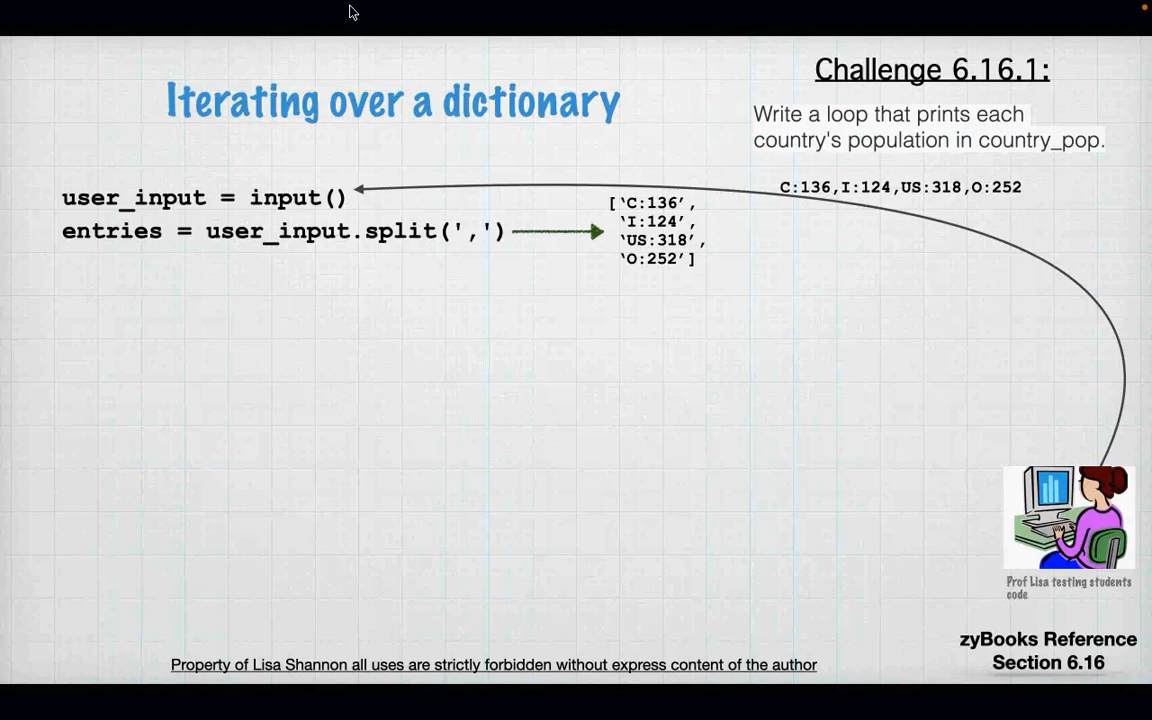 Challenge 6.16.1:
Iterating over a dictionary
Write a loop that prints each
country's population in country_pop.
user_input = input()
C:136,I:124,US:318,O:252
entries = user_input.split(',')
[‘C:136’,
‘I:124’,
‘US:318’,
‘O:252’]
Prof Lisa testing students
code
zyBooks Reference
Section 6.16
Property of Lisa Shannon all uses are strictly forbidden without express content of the author